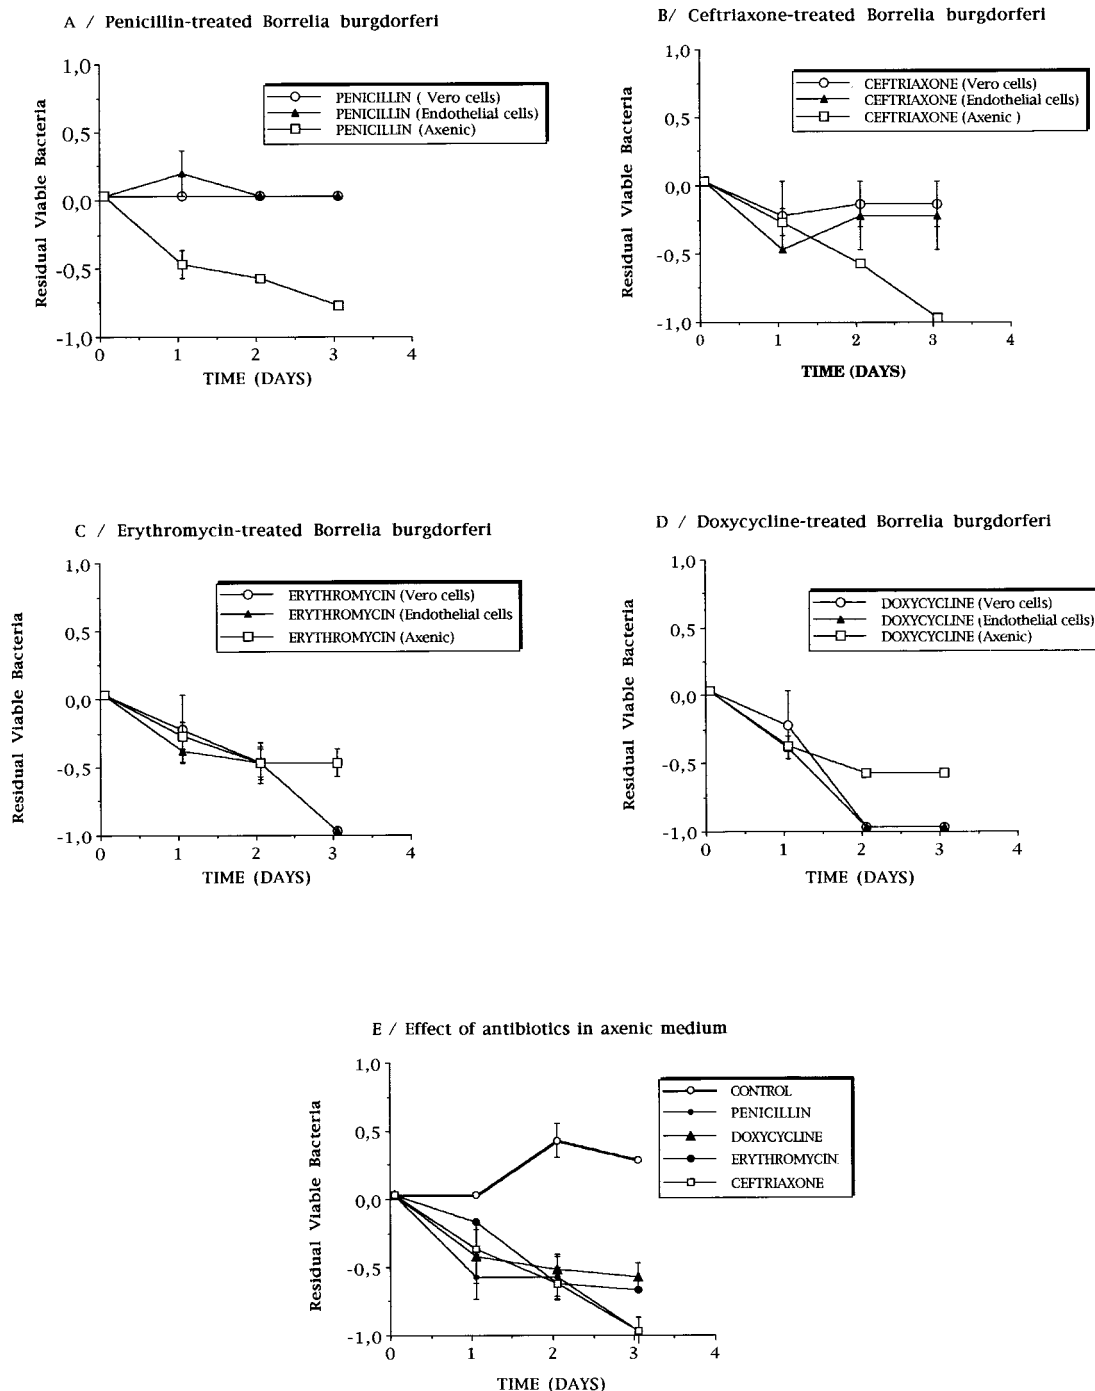 A / Penicillin-treated Borrelia burgdorferi
1,0
0,5
0,0
-0,5
-1,0
Residual Viable Bacteria
PENICILLIN ( Vero cells)
PENICILLIN (Endothelial cells)
PENICILLIN (Axenic)
0 1 2 3 4
TIME (DAYS)
B/ Ceftriaxone-treated Borrelia burgdorferi
1,0
0,5
0,0
-0,5
-1,0
Residual Viable Bacteria
CEFTRIAXONE (Vero cells)
CEFTRIAXONE (Endothelial cells)
CEFTRIAXONE (Axenic )
0 1 2 3 4
TIME (DAYS)
C / Erythromycin-treated Borrelia burgdorferi
1,0
0,5
0,0
-0,5
-1,0
Residual Viable Bacteria
ERYTHROMYCIN (Vero cells)
ERYTHROMYCIN (Endothelial cells
ERYTHROMYCIN (Axenic)
0 1 2 3 4
TIME (DAYS)
D / Doxycycline-treated Borrelia burgdorferi
1,0
0,5
0,0
-0,5
-1,0
Residual Viable Bacteria
DOXYCYCLINE (Vero cells)
DOXYCYCLINE (Endothelial cells)
DOXYCYCLINE (Axenic)
0 1 2 3 4
TIME (DAYS)
E / Effect of antibiotics in axenic medium
1,0
0,5
0,0
-0,5
-1,0
Residual Viable Bacteria
CONTROL
PENICILLIN
DOXYCYCLINE
ERYTHROMYCIN
CEFTRIAXONE
0 1 2 3 4
TIME (DAYS)